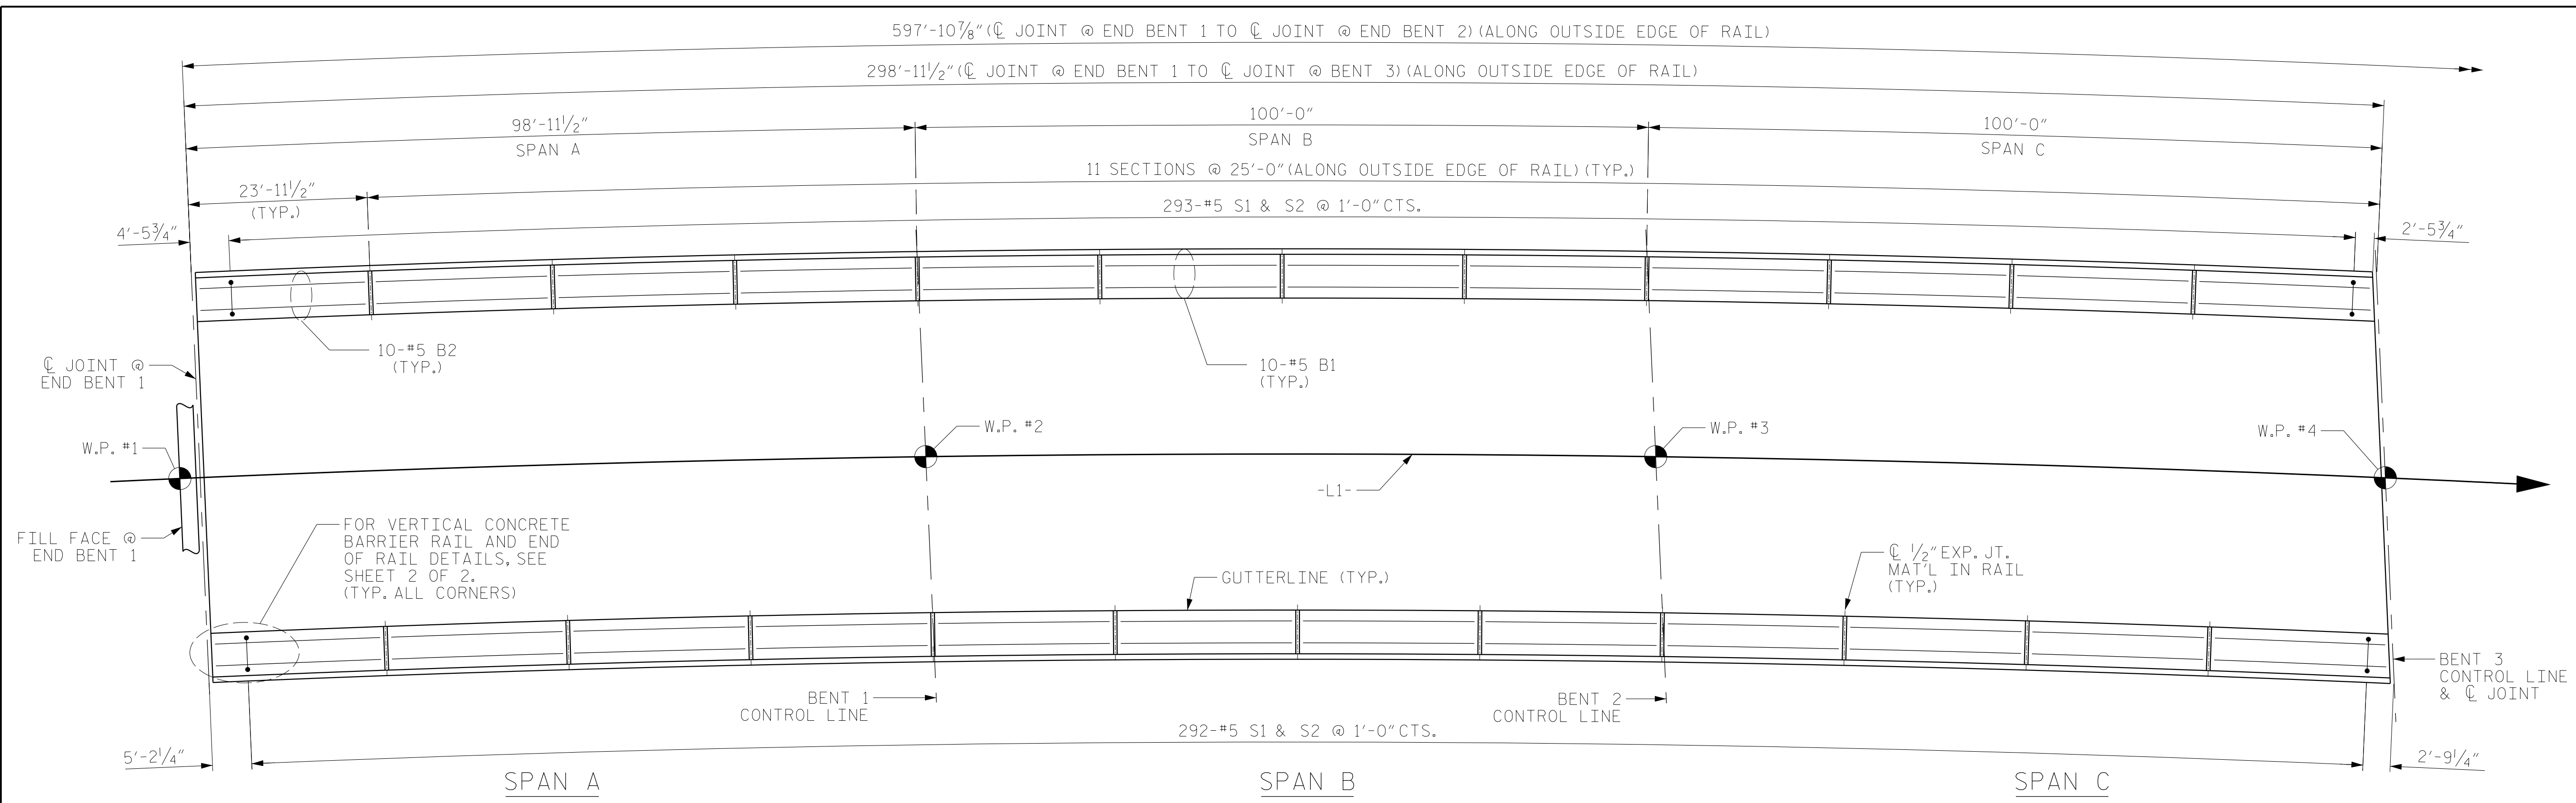 597'-10⅞" (℄ JOINT @ END BENT 1 TO ℄ JOINT @ END BENT 2) (ALONG OUTSIDE EDGE OF RAIL)
298'-11½" (℄ JOINT @ END BENT 1 TO ℄ JOINT @ BENT 3) (ALONG OUTSIDE EDGE OF RAIL)
98'-11½"
SPAN A
100'-0"
SPAN B
100'-0"
SPAN C
11 SECTIONS @ 25'-0" (ALONG OUTSIDE EDGE OF RAIL) (TYP.)
23'-11½"
(TYP.)
293-#5 S1 & S2 @ 1'-0" CTS.
4'-5¾"
2'-5¾"
10-#5 B2
(TYP.)
10-#5 B1
(TYP.)
℄ JOINT @
END BENT 1
W.P. #1
W.P. #2
W.P. #3
W.P. #4
-L1-
FILL FACE @
END BENT 1
FOR VERTICAL CONCRETE
BARRIER RAIL AND END
OF RAIL DETAILS, SEE
SHEET 2 OF 2.
(TYP. ALL CORNERS)
GUTTERLINE (TYP.)
℄ ½" EXP. JT.
MAT'L IN RAIL
(TYP.)
BENT 1
CONTROL LINE
BENT 2
CONTROL LINE
BENT 3
CONTROL LINE
& ℄ JOINT
292-#5 S1 & S2 @ 1'-0" CTS.
5'-2¼"
2'-9¼"
SPAN A
SPAN B
SPAN C